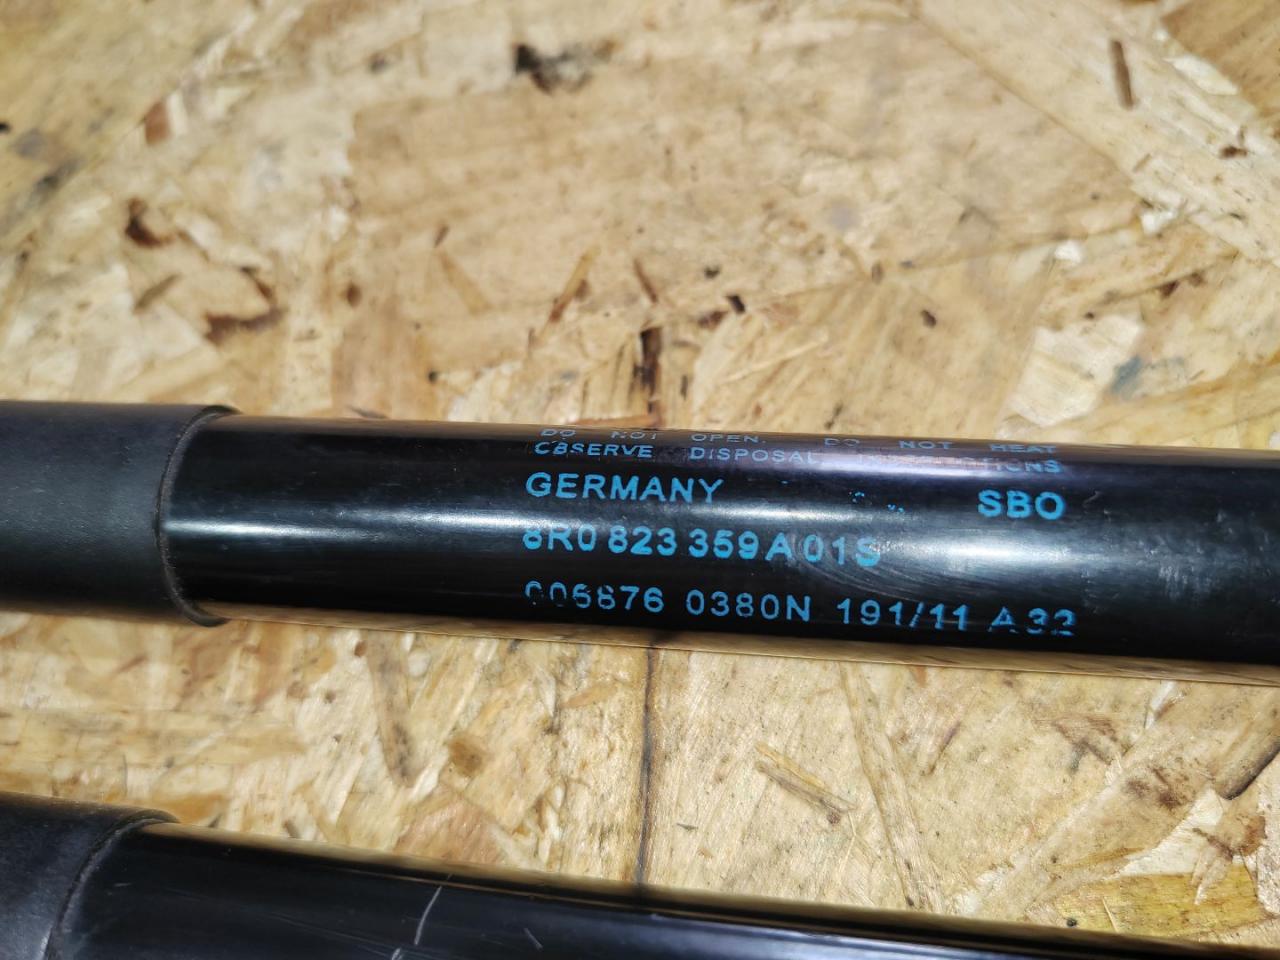 DO NOT OPEN. DO NOT HEAT
OBSERVE DISPOSAL INSTRUCTIONS
GERMANY SBO
8R0 823 359 A 01S
006876 0380N 191/11 A32